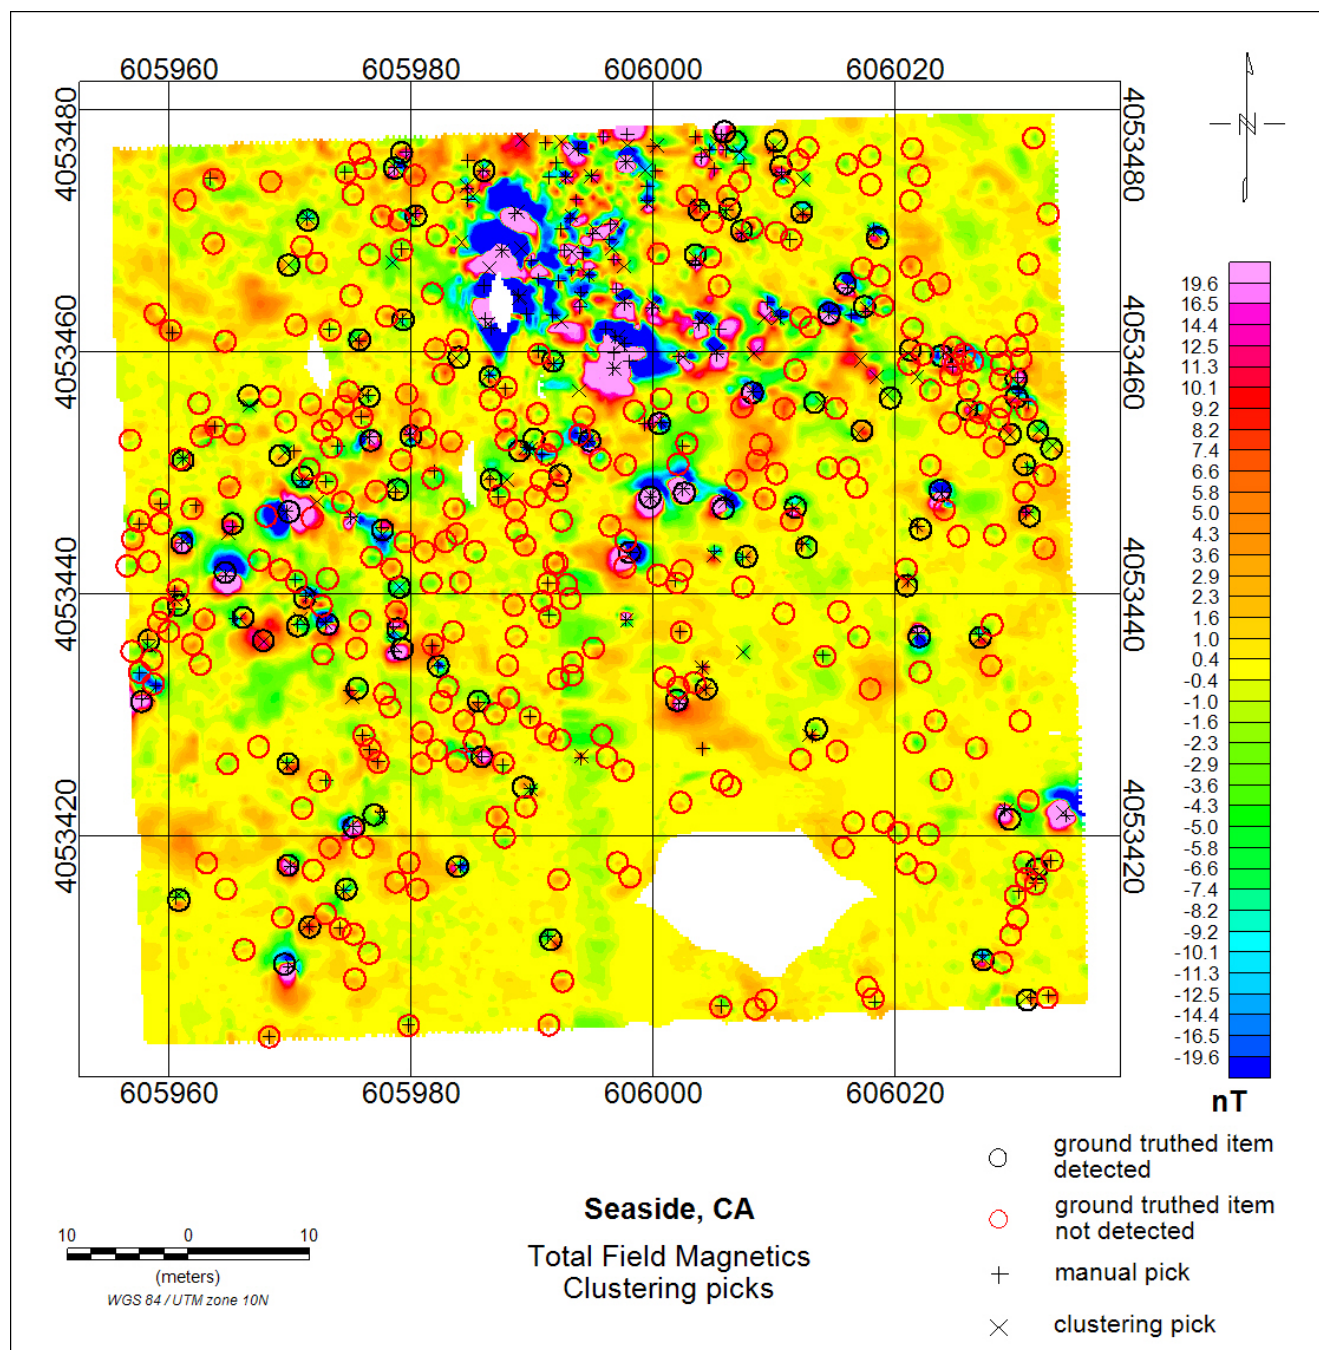 605960 605980 606000 606020
4053480 4053480
N
4053460 4053460
4053440 4053440
4053420 4053420
605960 605980 606000 606020
19.6
16.5
14.4
12.5
11.3
10.1
9.2
8.2
7.4
6.6
5.8
5.0
4.3
3.6
2.9
2.3
1.6
1.0
0.4
-0.4
-1.0
-1.6
-2.3
-2.9
-3.6
-4.3
-5.0
-5.8
-6.6
-7.4
-8.2
-9.2
-10.1
-11.3
-12.5
-14.4
-16.5
-19.6
nT
ground truthed item
detected
ground truthed item
not detected
manual pick
clustering pick
Seaside, CA
Total Field Magnetics
Clustering picks
10 0 10
(meters)
WGS 84 / UTM zone 10N